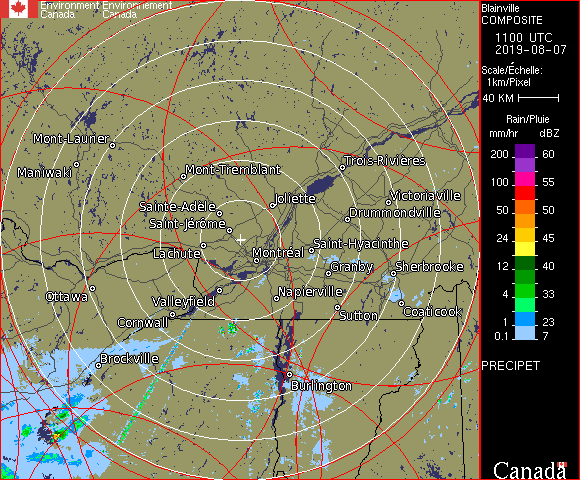 Environment Environnement
Canada Canada
Blainville
COMPOSITE
1100 UTC
2019-08-07
Scale/Échelle:
1km/Pixel
40 KM
Rain/Pluie
mm/hr dBZ
200 60
100 55
50 50
24 45
12 40
4 33
1 23
0.1 7
PRECIPET
Canada
Mont-Laurier
Maniwaki
Mont-Tremblant
Trois-Rivières
Joliette
Victoriaville
Sainte-Adèle
Drummondville
Saint-Jérôme
Saint-Hyacinthe
Lachute
Montréal
Granby
Sherbrooke
Ottawa
Valleyfield
Napierville
Coaticook
Sutton
Cornwall
Brockville
Burlington